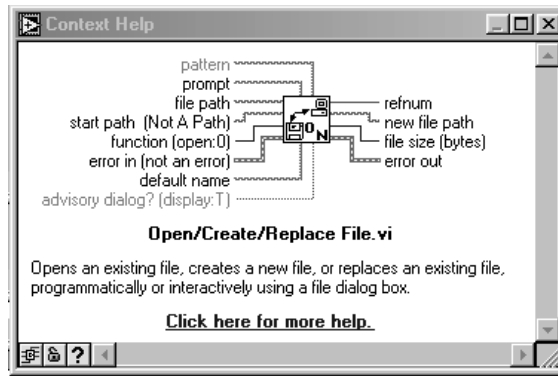 Context Help
pattern
prompt
file path
start path (Not A Path)
function (open:0)
error in (not an error)
default name
advisory dialog? (display:T)
refnum
new file path
file size (bytes)
error out
O
N
Open/Create/Replace File.vi
Opens an existing file, creates a new file, or replaces an existing file,
programmatically or interactively using a file dialog box.
Click here for more help.
?